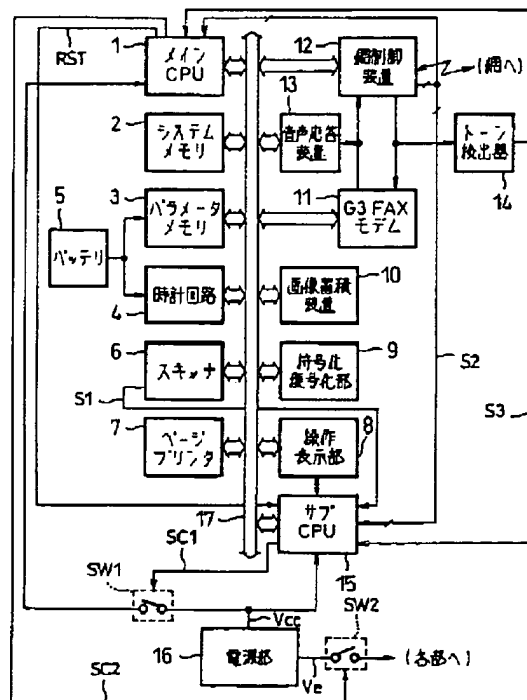 RST
1
メイン
CPU
12
網制御
装置
(網へ)
2
システム
メモリ
13
音声応答
装置
トーン
検出器
14
3
パラメータ
メモリ
11
G3 FAX
モデム
5
バッテリ
時計回路
4
10
画像蓄積
装置
6
スキャナ
9
符号化
復号化部
S1
S2
S3
7
ページ
プリンタ
操作
表示部
8
17
サブ
CPU
15
SC1
SW1
SW2
Vcc
16
電源部
Ve
(各部へ)
SC2